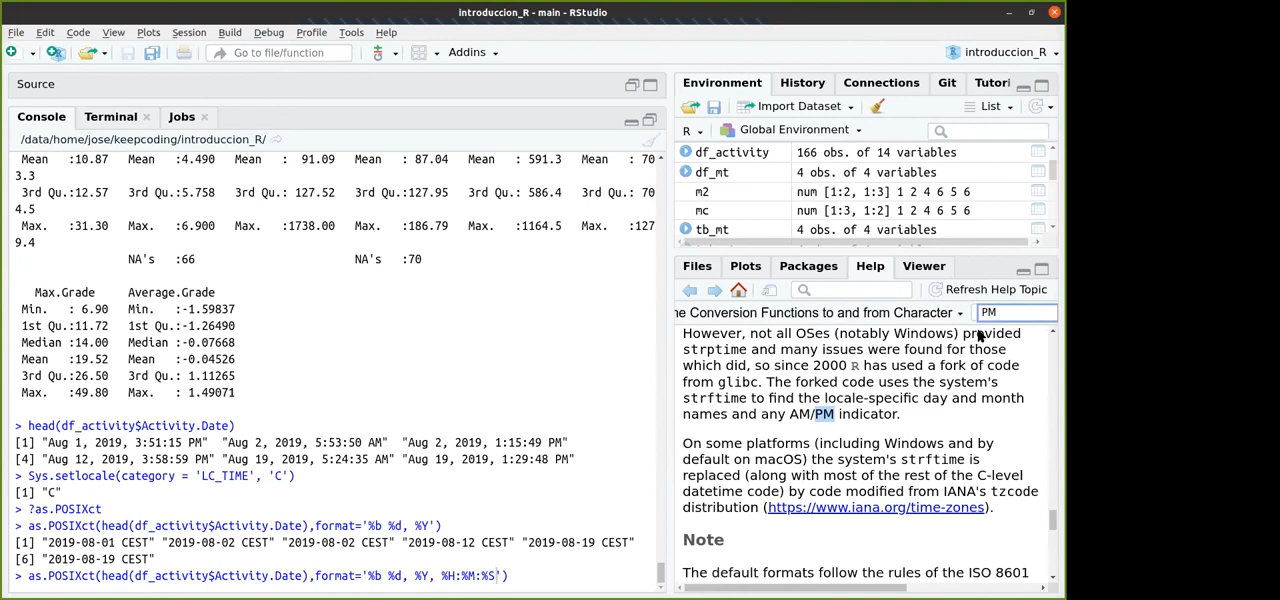 introduccion_R - main - RStudio
File Edit Code View Plots Session Build Debug Profile Tools Help
Go to file/function Addins introduccion_R
Source
Console Terminal Jobs
/data/home/jose/keepcoding/introduccion_R/
Mean :10.87 Mean :4.490 Mean : 91.09 Mean : 87.04 Mean : 591.3 Mean : 70
3.3
3rd Qu.:12.57 3rd Qu.:5.758 3rd Qu.: 127.52 3rd Qu.:127.95 3rd Qu.: 586.4 3rd Qu.: 70
4.5
Max. :31.30 Max. :6.900 Max. :1738.00 Max. :186.79 Max. :1164.5 Max. :127
9.4
NA's :66 NA's :70
Max.Grade Average.Grade
Min. : 6.90 Min. :-1.59837
1st Qu.:11.72 1st Qu.:-1.26490
Median :14.00 Median :-0.07668
Mean :19.52 Mean :-0.04526
3rd Qu.:26.50 3rd Qu.: 1.11265
Max. :49.80 Max. : 1.49071
> head(df_activity$Activity.Date)
[1] "Aug 1, 2019, 3:51:15 PM" "Aug 2, 2019, 5:53:50 AM" "Aug 2, 2019, 1:15:49 PM"
[4] "Aug 12, 2019, 3:58:59 PM" "Aug 19, 2019, 5:24:35 AM" "Aug 19, 2019, 1:29:48 PM"
> Sys.setlocale(category = 'LC_TIME', 'C')
[1] "C"
> ?as.POSIXct
> as.POSIXct(head(df_activity$Activity.Date),format='%b %d, %Y')
[1] "2019-08-01 CEST" "2019-08-02 CEST" "2019-08-02 CEST" "2019-08-12 CEST" "2019-08-19 CEST"
[6] "2019-08-19 CEST"
> as.POSIXct(head(df_activity$Activity.Date),format='%b %d, %Y, %H:%M:%S')
Environment History Connections Git Tutori
Import Dataset List
R Global Environment
df_activity 166 obs. of 14 variables
df_mt 4 obs. of 4 variables
m2 num [1:2, 1:3] 1 2 4 6 5 6
mc num [1:3, 1:2] 1 2 4 6 5 6
tb_mt 4 obs. of 4 variables
Files Plots Packages Help Viewer
Refresh Help Topic
ne Conversion Functions to and from Character PM
However, not all OSes (notably Windows) provided
strptime and many issues were found for those
which did, so since 2000 R has used a fork of code
from glibc. The forked code uses the system's
strftime to find the locale-specific day and month
names and any AM/PM indicator.
On some platforms (including Windows and by
default on macOS) the system's strftime is
replaced (along with most of the rest of the C-level
datetime code) by code modified from IANA's tzcode
distribution (https://www.iana.org/time-zones).
Note
The default formats follow the rules of the ISO 8601